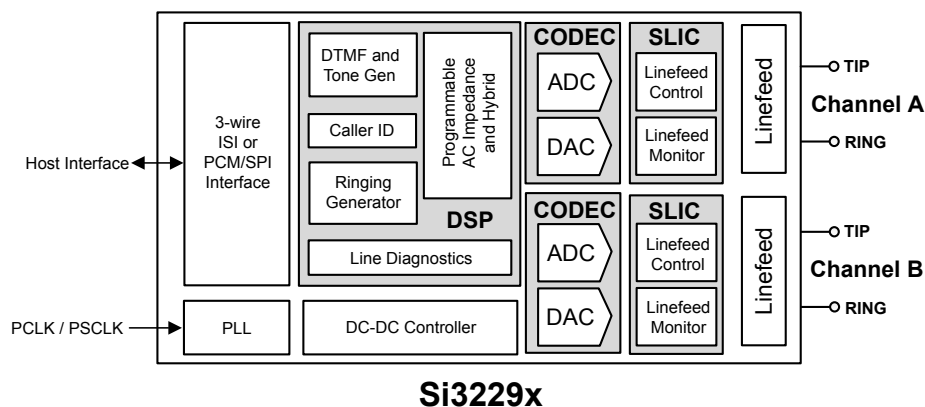 Host Interface
PCLK / PSCLK
3-wire
ISI or
PCM/SPI
Interface
PLL
DTMF and
Tone Gen
Caller ID
Ringing
Generator
Programmable
AC Impedance
and Hybrid
DSP
Line Diagnostics
DC-DC Controller
CODEC
ADC
DAC
SLIC
Linefeed
Control
Linefeed
Monitor
Linefeed
TIP
Channel A
RING
CODEC
ADC
DAC
SLIC
Linefeed
Control
Linefeed
Monitor
Linefeed
TIP
Channel B
RING
Si3229x